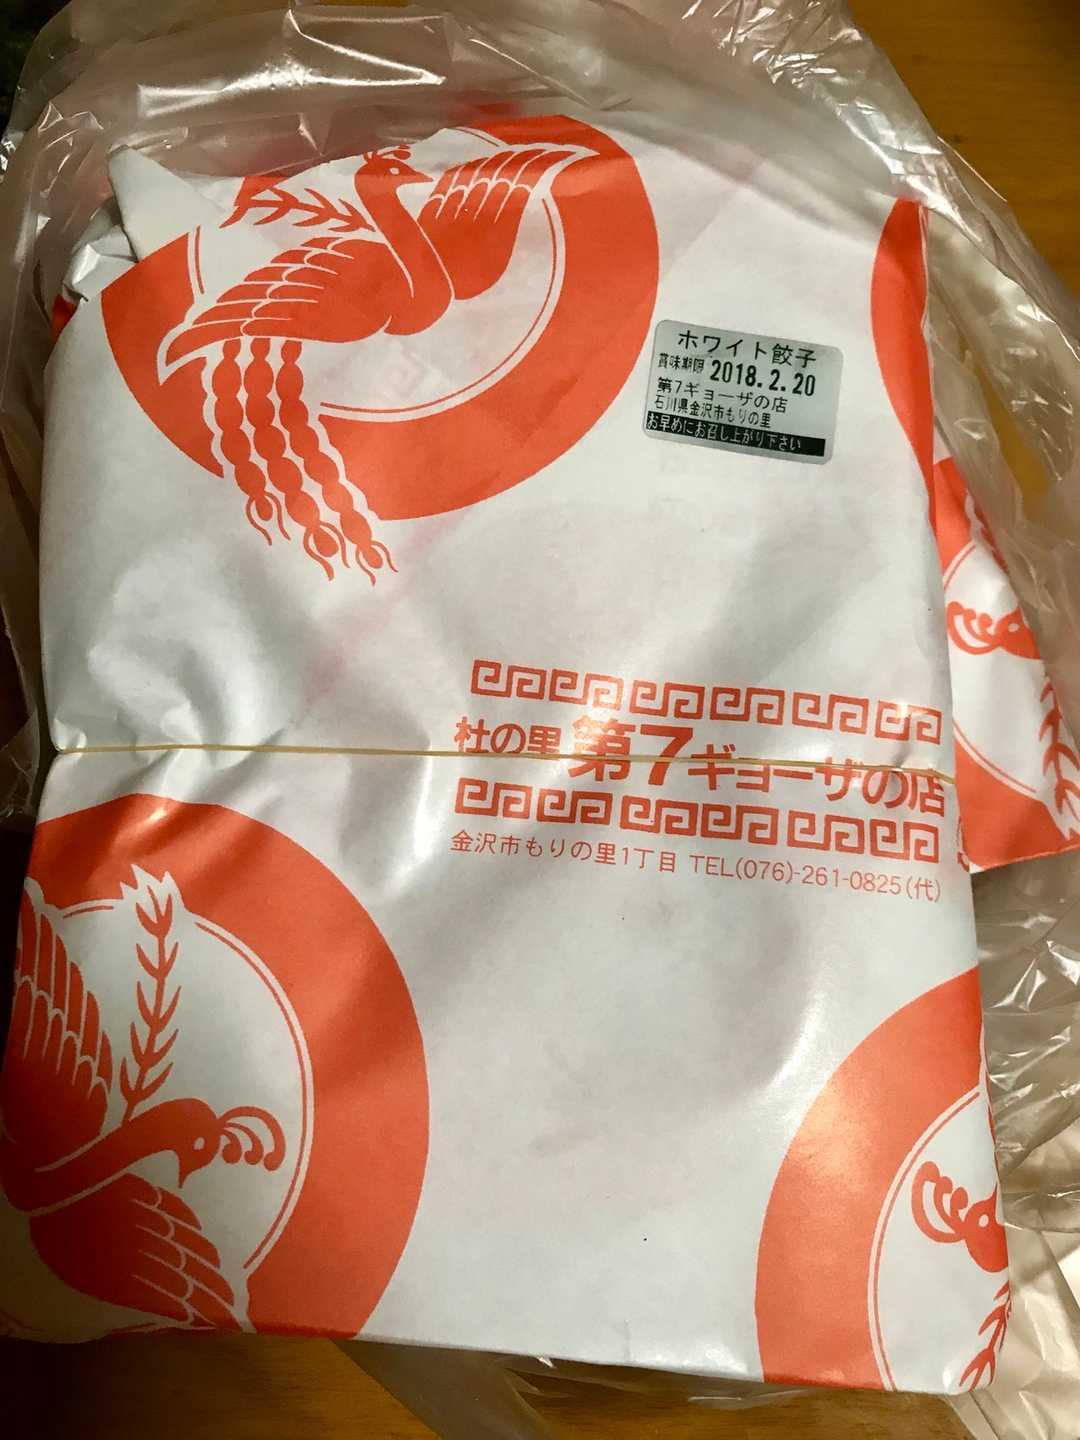 ホワイト餃子
賞味期限 2018.2.20
第7ギョーザの店
石川県金沢市もりの里
お早めにお召し上がり下さい
杜の里 第7ギョーザの店
金沢市もりの里1丁目 TEL(076)-261-0825(代)